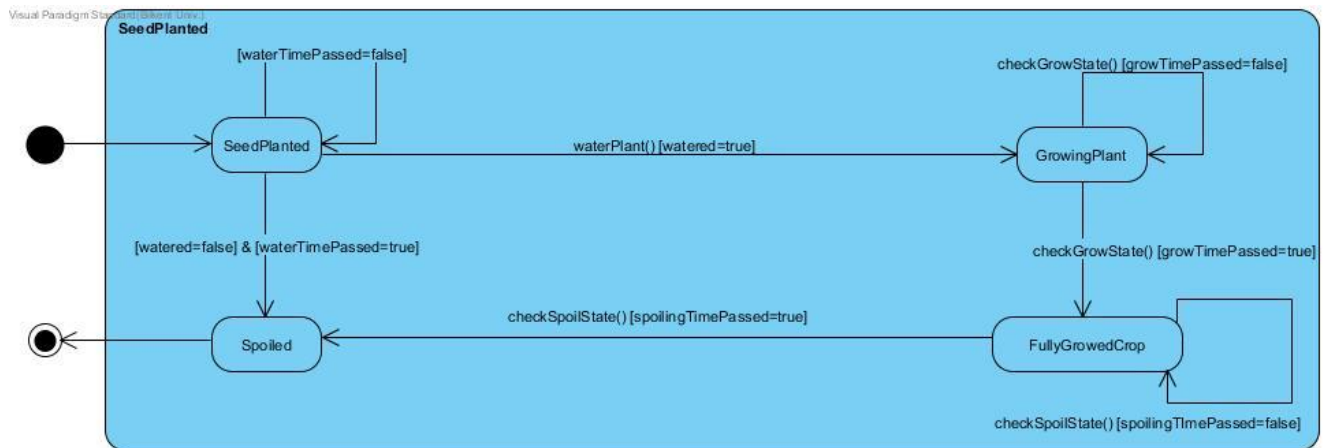 Visual Paradigm Standard(Bilkent Univ.)
SeedPlanted
[waterTimePassed=false]
checkGrowState() [growTimePassed=false]
SeedPlanted
waterPlant() [watered=true]
GrowingPlant
[watered=false] & [waterTimePassed=true]
checkGrowState() [growTimePassed=true]
checkSpoilState() [spoilingTimePassed=true]
Spoiled
FullyGrowedCrop
checkSpoilState() [spoilingTImePassed=false]